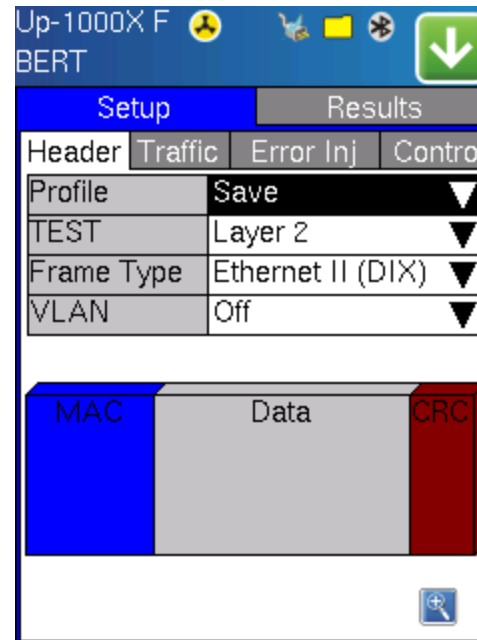 Up-1000X F
BERT
Setup Results
Header Traffic Error Inj Contro
Profile Save
TEST Layer 2
Frame Type Ethernet II (DIX)
VLAN Off
MAC Data CRC